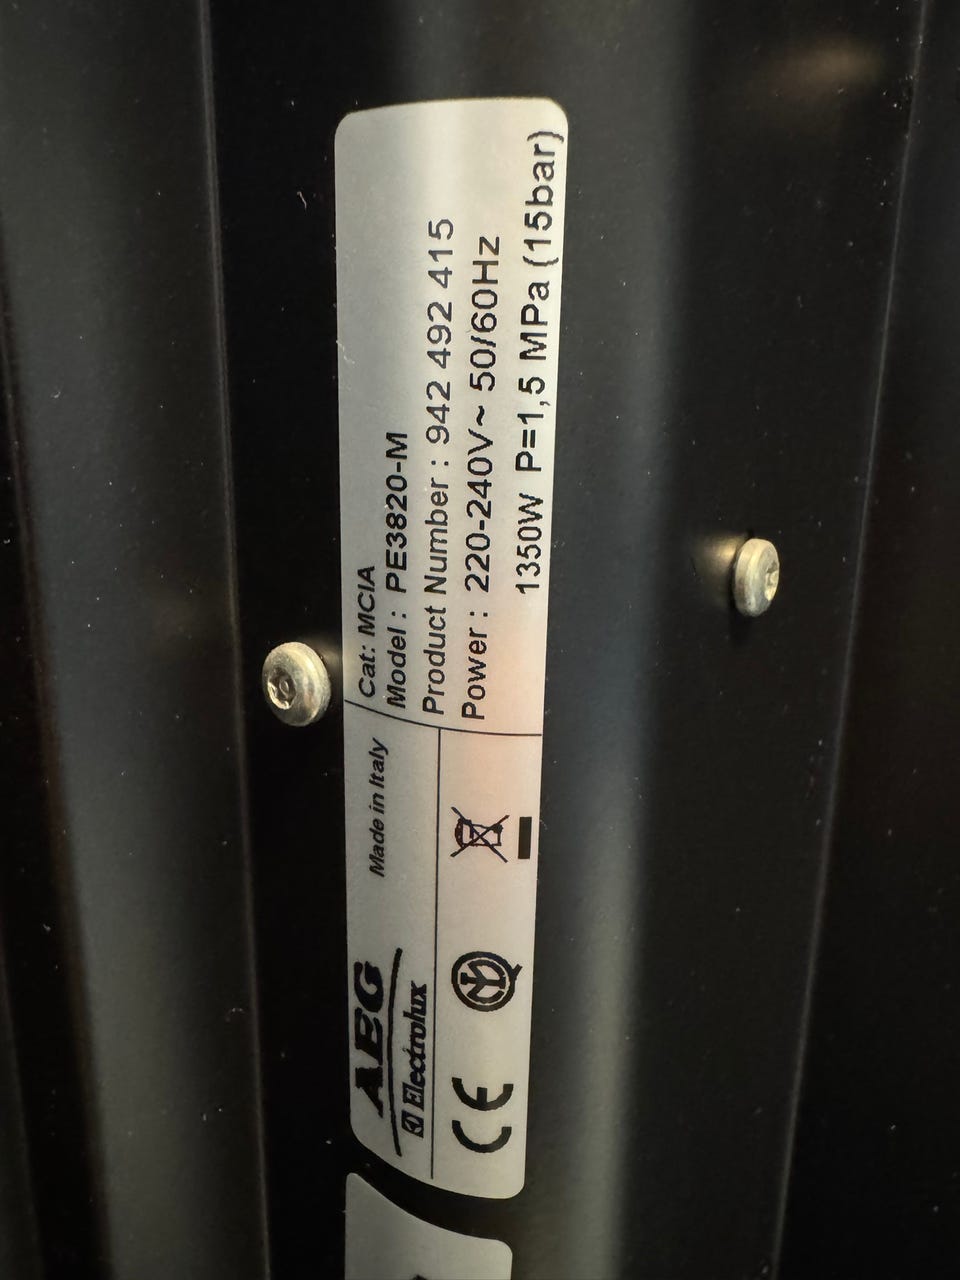 AEG
Electrolux
Made in Italy
Cat: MCIA
Model : PE3820-M
Product Number : 942 492 415
Power : 220-240V~ 50/60Hz
1350W P=1,5 MPa (15bar)
CE